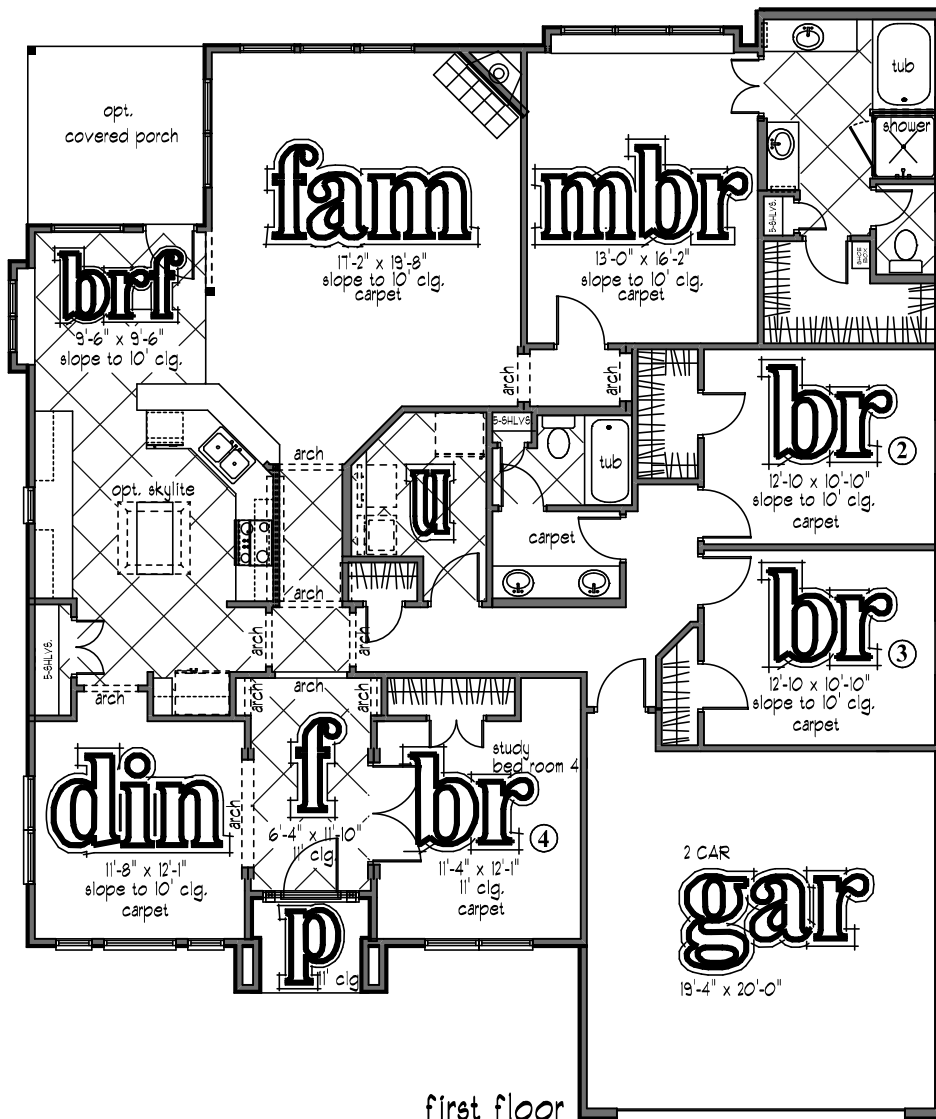 opt.
covered porch
fam
17'-2" x 19'-8"
slope to 10' clg.
carpet
mbr
13'-0" x 16'-2"
slope to 10' clg.
carpet
tub
shower
5-SHLVS.
SHOE
BOX
brf
9'-6" x 9'-6"
slope to 10' clg.
arch
arch
br
2
12'-10 x 10'-10"
slope to 10' clg.
carpet
5-SHLVS.
tub
carpet
u
arch
opt. skylite
arch
br
3
12'-10 x 10'-10"
slope to 10' clg.
carpet
5-SHLVS.
arch
arch
arch
arch
arch
arch
din
11'-8" x 12'-1"
slope to 10' clg.
carpet
arch
f
6'-4" x 11'-10"
11' clg.
study
bed room 4
br
4
11'-4" x 12'-1"
11' clg.
carpet
p
11' clg
2 CAR
gar
19'-4" x 20'-0"
first floor